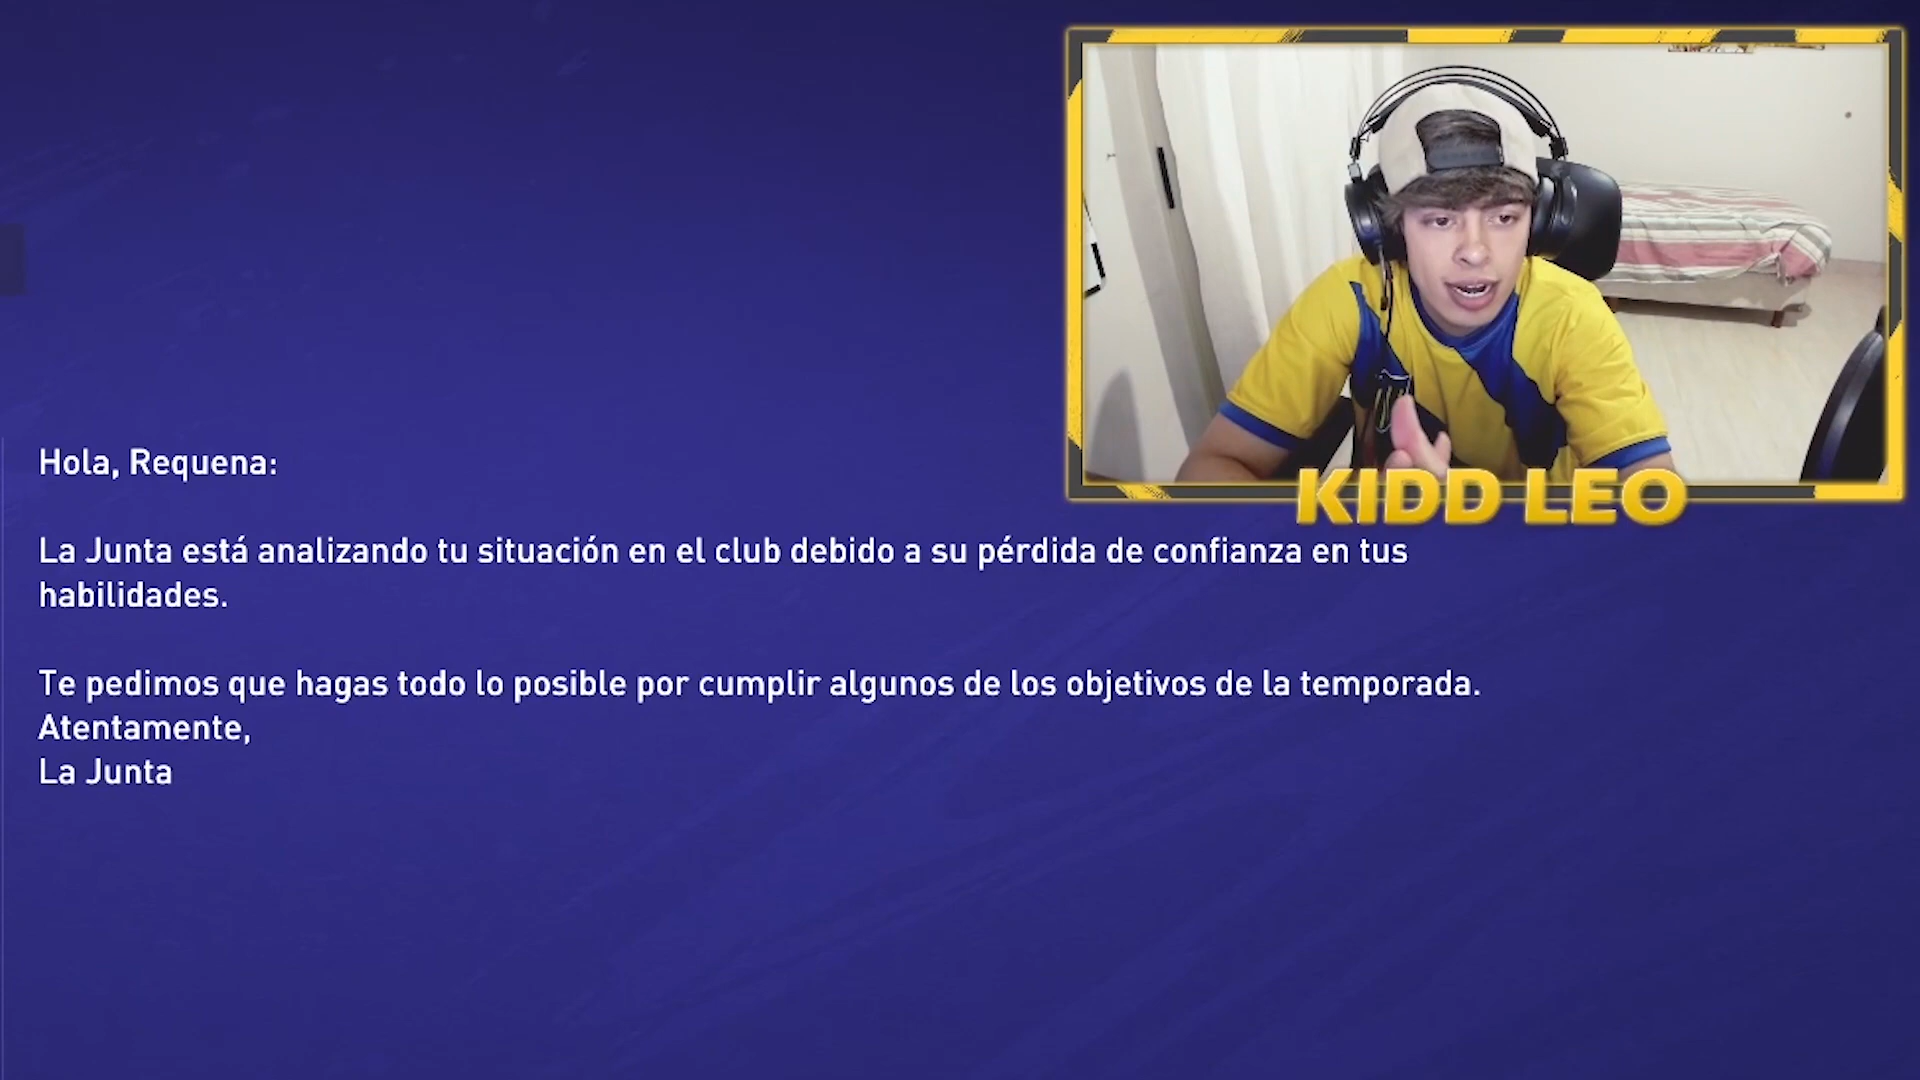 KIDD LEO
Hola, Requena:
La Junta está analizando tu situación en el club debido a su pérdida de confianza en tus
habilidades.
Te pedimos que hagas todo lo posible por cumplir algunos de los objetivos de la temporada.
Atentamente,
La Junta